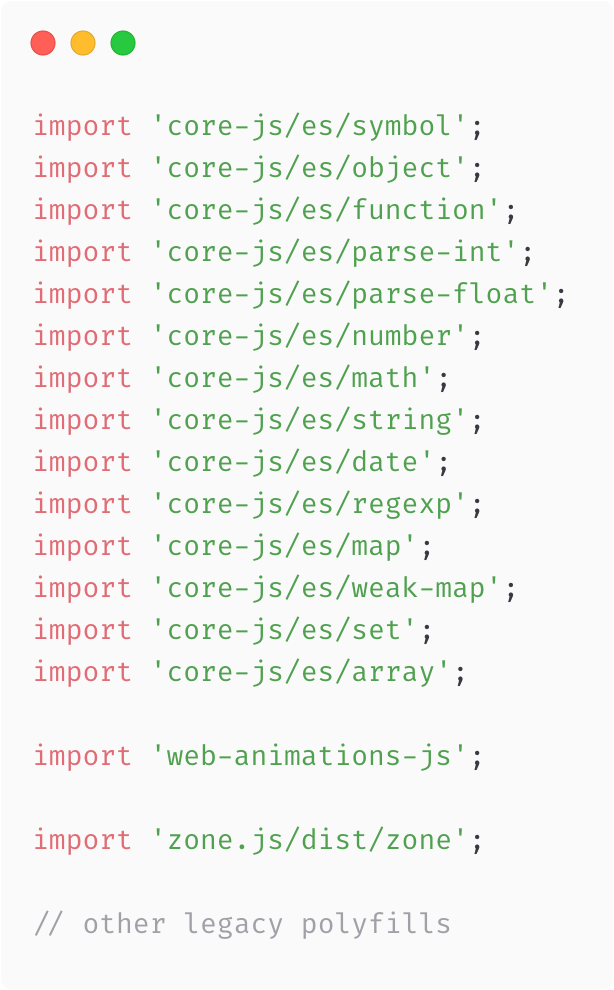 import 'core-js/es/symbol';
import 'core-js/es/object';
import 'core-js/es/function';
import 'core-js/es/parse-int';
import 'core-js/es/parse-float';
import 'core-js/es/number';
import 'core-js/es/math';
import 'core-js/es/string';
import 'core-js/es/date';
import 'core-js/es/regexp';
import 'core-js/es/map';
import 'core-js/es/weak-map';
import 'core-js/es/set';
import 'core-js/es/array';
import 'web-animations-js';
import 'zone.js/dist/zone';
// other legacy polyfills